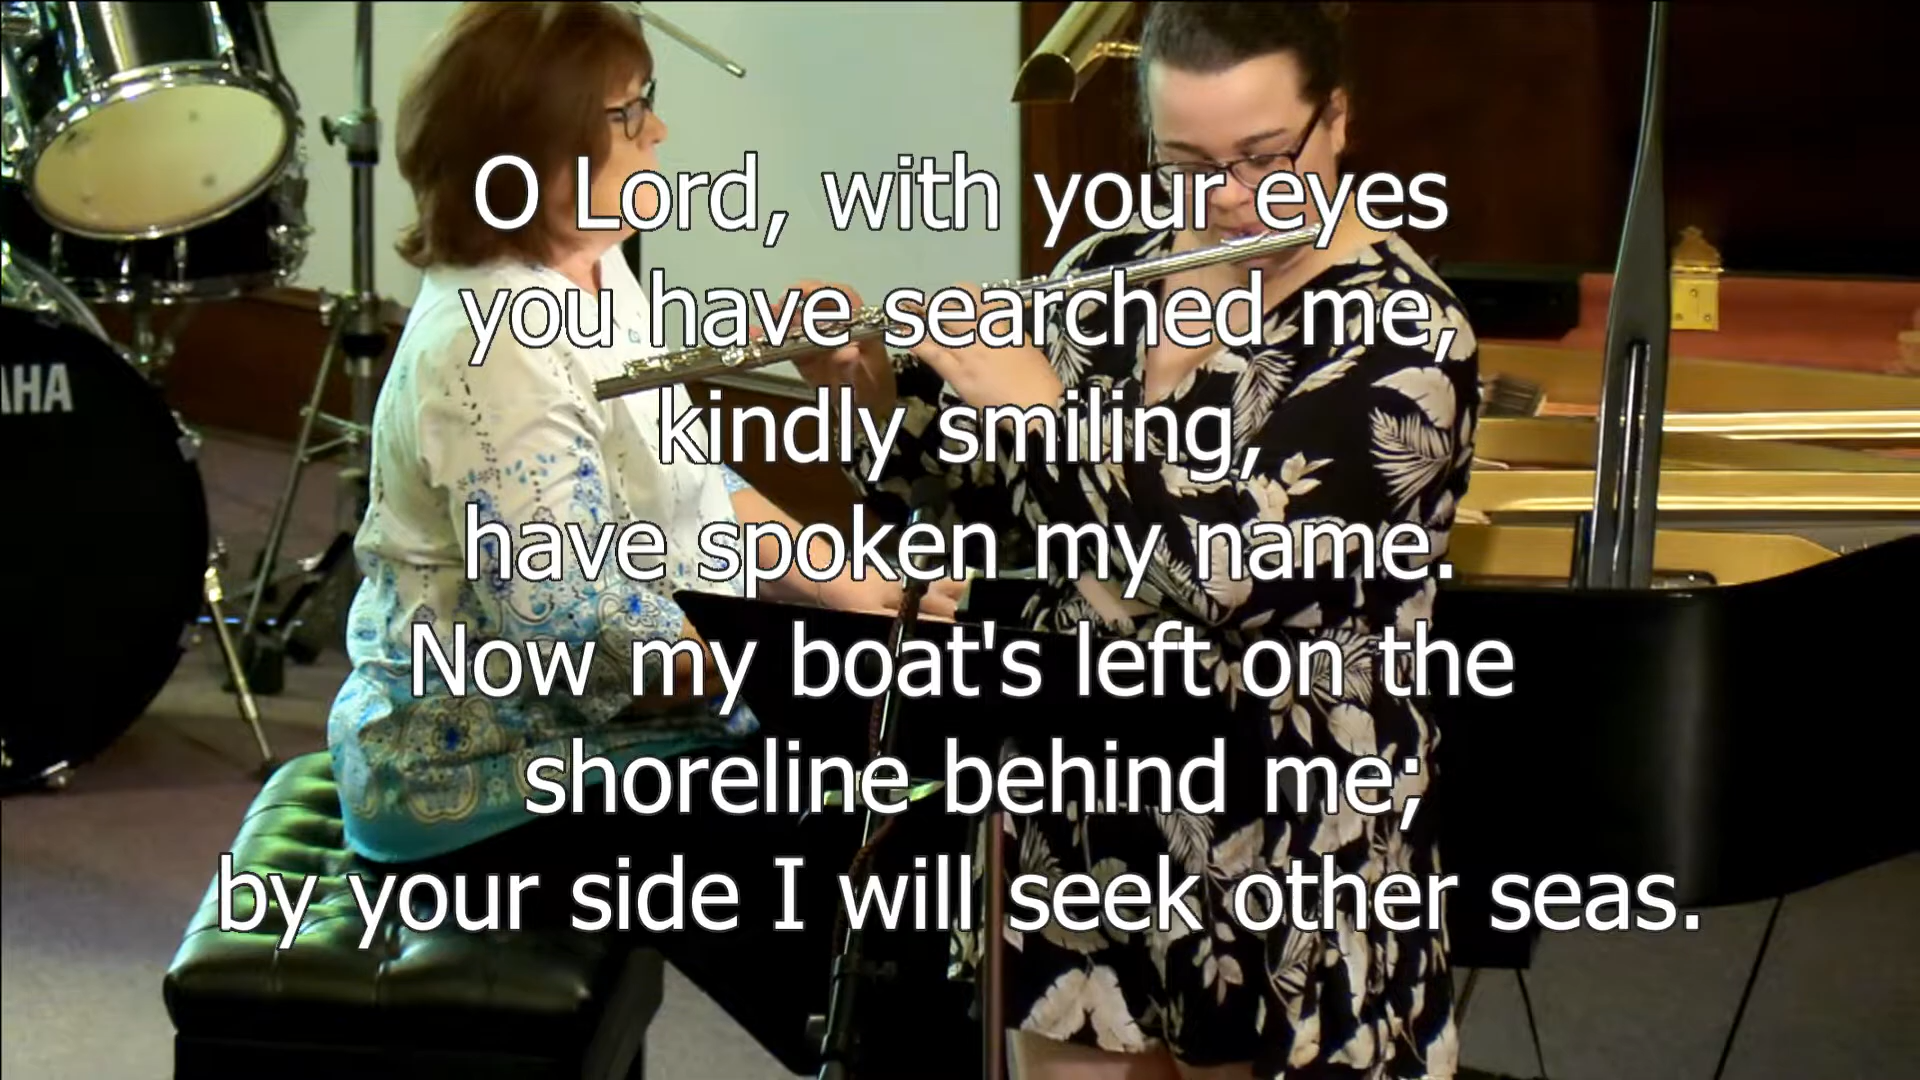 O Lord, with your eyes
you have searched me,
kindly smiling,
have spoken my name.
Now my boat's left on the
shoreline behind me;
by your side I will seek other seas.